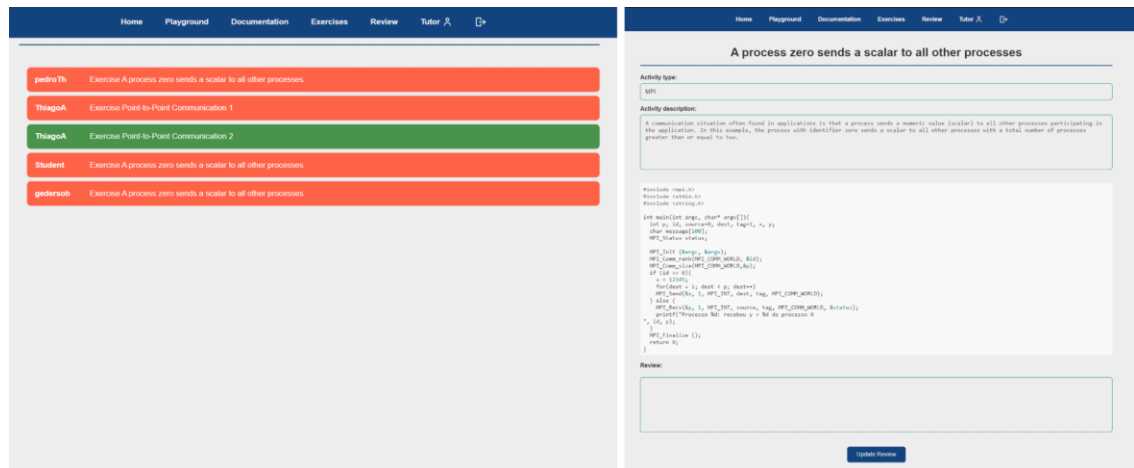 Home Playground Documentation Exercises Review Tutor
pedroTh Exercise A process zero sends a scalar to all other processes
ThiagoA Exercise Point-to-Point Communication 1
ThiagoA Exercise Point-to-Point Communication 2
Student Exercise A process zero sends a scalar to all other processes
gedersob Exercise A process zero sends a scalar to all other processes
Home Playground Documentation Exercises Review Tutor
A process zero sends a scalar to all other processes
Activity type:
MPI
Activity description:
A communication situation often found in applications is that a process sends a numeric value (scalar) to all other processes participating in
the application. In this example, the process with identifier zero sends a scalar to all other processes with a total number of processes
greater than or equal to two.
#include <mpi.h>
#include <stdio.h>
#include <string.h>
int main(int argc, char* argv[]){
int p, id, source=0, dest, tag=1, x, y;
char message[100];
MPI_Status status;
MPI_Init (&argc, &argv);
MPI_Comm_rank(MPI_COMM_WORLD, &id);
MPI_Comm_size(MPI_COMM_WORLD,&p);
if (id == 0){
x = 12345;
for(dest = 1; dest < p; dest++)
MPI_Send(&x, 1, MPI_INT, dest, tag, MPI_COMM_WORLD);
} else {
MPI_Recv(&y, 1, MPI_INT, source, tag, MPI_COMM_WORLD, &status);
printf("Processo %d: recebeu y = %d do processo 0
", id, y);
}
MPI_Finalize ();
return 0;
}
Review:
Update Review